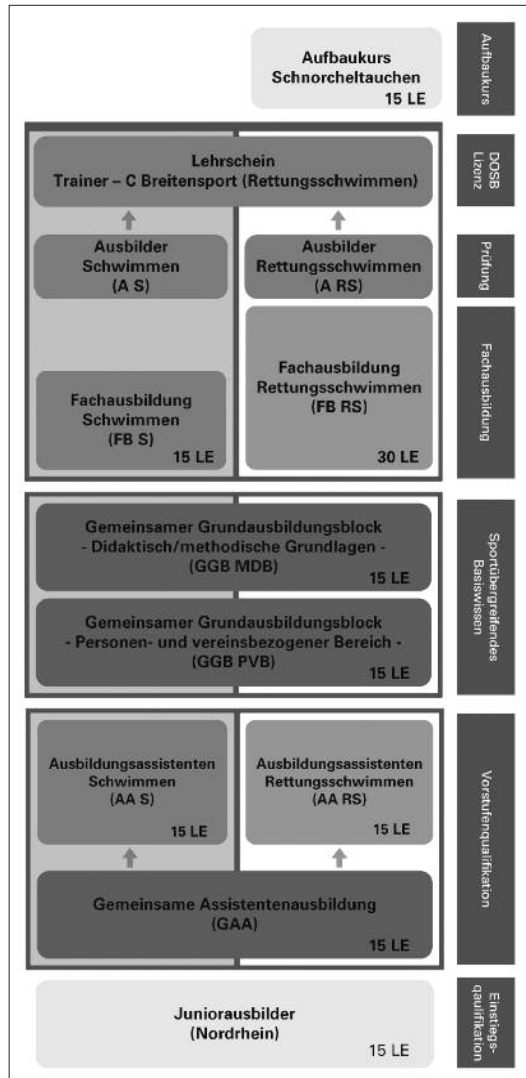 Aufbaukurs
Schnorcheltauchen
15 LE
Aufbaukurs
Lehrschein
Trainer – C Breitensport (Rettungsschwimmen)
DOSB
Lizenz
Ausbilder
Schwimmen
(A S)
Ausbilder
Rettungsschwimmen
(A RS)
Prüfung
Fachausbildung
Schwimmen
(FB S)
15 LE
Fachausbildung
Rettungsschwimmen
(FB RS)
30 LE
Fachausbildung
Gemeinsamer Grundausbildungsblock
- Didaktisch/methodische Grundlagen -
(GGB MDB)
15 LE
Gemeinsamer Grundausbildungsblock
- Personen- und vereinsbezogener Bereich -
(GGB PVB)
15 LE
Sportübergreifendes
Basiswissen
Ausbildungsassistenten
Schwimmen
(AA S)
15 LE
Ausbildungsassistenten
Rettungsschwimmen
(AA RS)
15 LE
Gemeinsame Assistentenausbildung
(GAA)
15 LE
Vorstufenqualifikation
Juniorausbilder
(Nordrhein)
15 LE
Einstiegs-
qaulifikation